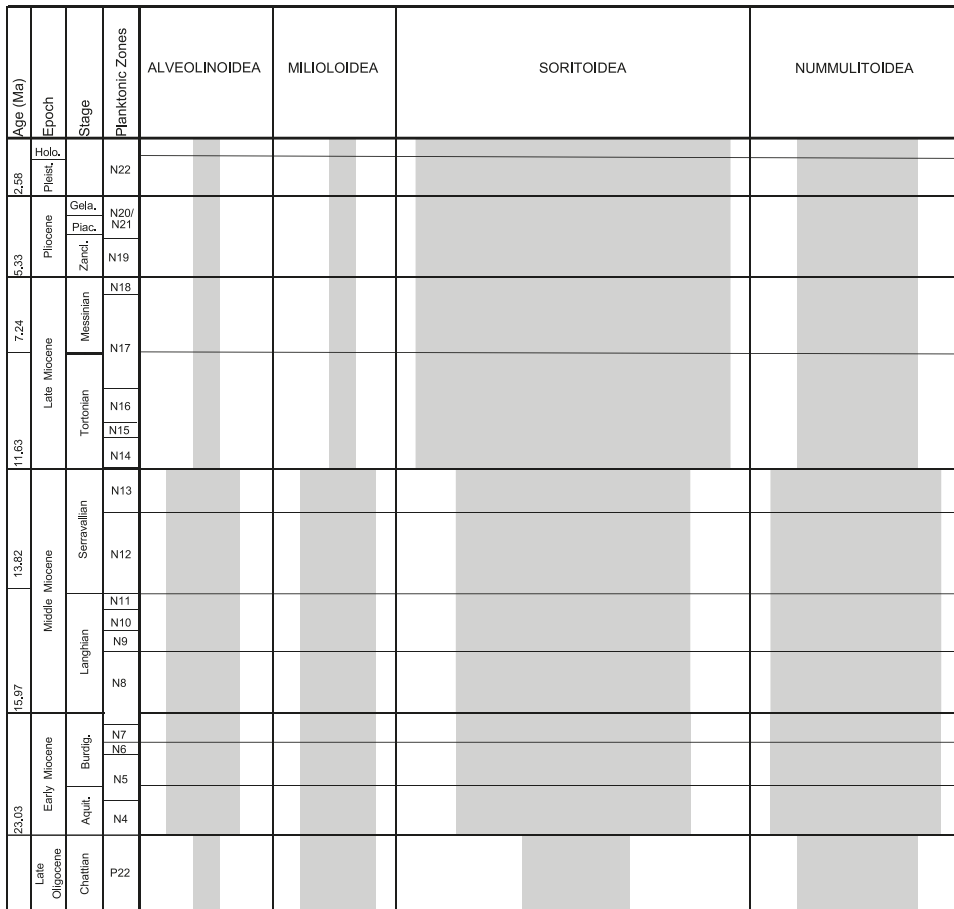 Age (Ma)
Epoch
Stage
Planktonic Zones
ALVEOLINOIDEA
MILIOLOIDEA
SORITOIDEA
NUMMULITOIDEA
Holo.
2.58
Pleist.
N22
Pliocene
Gela.
N20/
N21
Piac.
5.33
Zancl.
N19
Late Miocene
7.24
Messinian
N18
N17
11.63
Tortonian
N16
N15
N14
Middle Miocene
13.82
Serravallian
N13
N12
15.97
Langhian
N11
N10
N9
N8
Early Miocene
Burdig.
N7
N6
N5
23.03
Aquit.
N4
Late
Oligocene
Chattian
P22